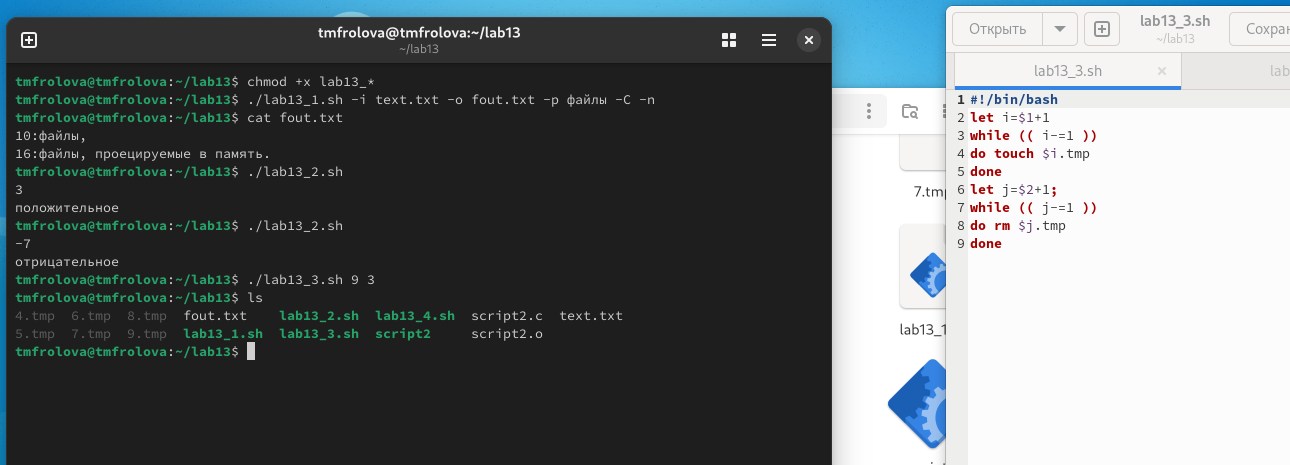 tmfrolova@tmfrolova:~/lab13
~/lab13
tmfrolova@tmfrolova:~/lab13$ chmod +x lab13_*
tmfrolova@tmfrolova:~/lab13$ ./lab13_1.sh -i text.txt -o fout.txt -p файлы -C -n
tmfrolova@tmfrolova:~/lab13$ cat fout.txt
10:файлы,
16:файлы, проецируемые в память.
tmfrolova@tmfrolova:~/lab13$ ./lab13_2.sh
3
положительное
tmfrolova@tmfrolova:~/lab13$ ./lab13_2.sh
-7
отрицательное
tmfrolova@tmfrolova:~/lab13$ ./lab13_3.sh 9 3
tmfrolova@tmfrolova:~/lab13$ ls
4.tmp 6.tmp 8.tmp fout.txt lab13_2.sh lab13_4.sh script2.c text.txt
5.tmp 7.tmp 9.tmp lab13_1.sh lab13_3.sh script2 script2.o
tmfrolova@tmfrolova:~/lab13$
7.tm
lab13_1
Открыть
lab13_3.sh
~/lab13
Сохра
lab13_3.sh
lab
1 #!/bin/bash
2 let i=$1+1
3 while (( i-=1 ))
4 do touch $i.tmp
5 done
6 let j=$2+1;
7 while (( j-=1 ))
8 do rm $j.tmp
9 done